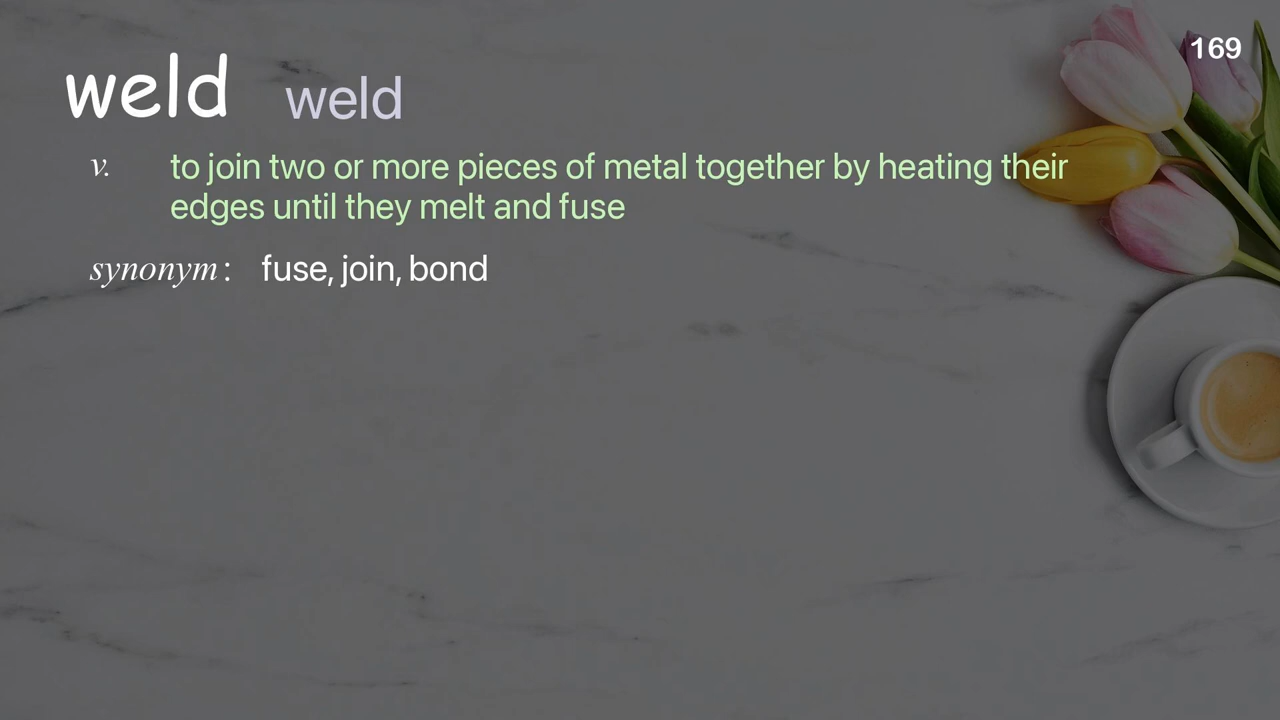 169
weld weld
v. to join two or more pieces of metal together by heating their
edges until they melt and fuse
synonym: fuse, join, bond